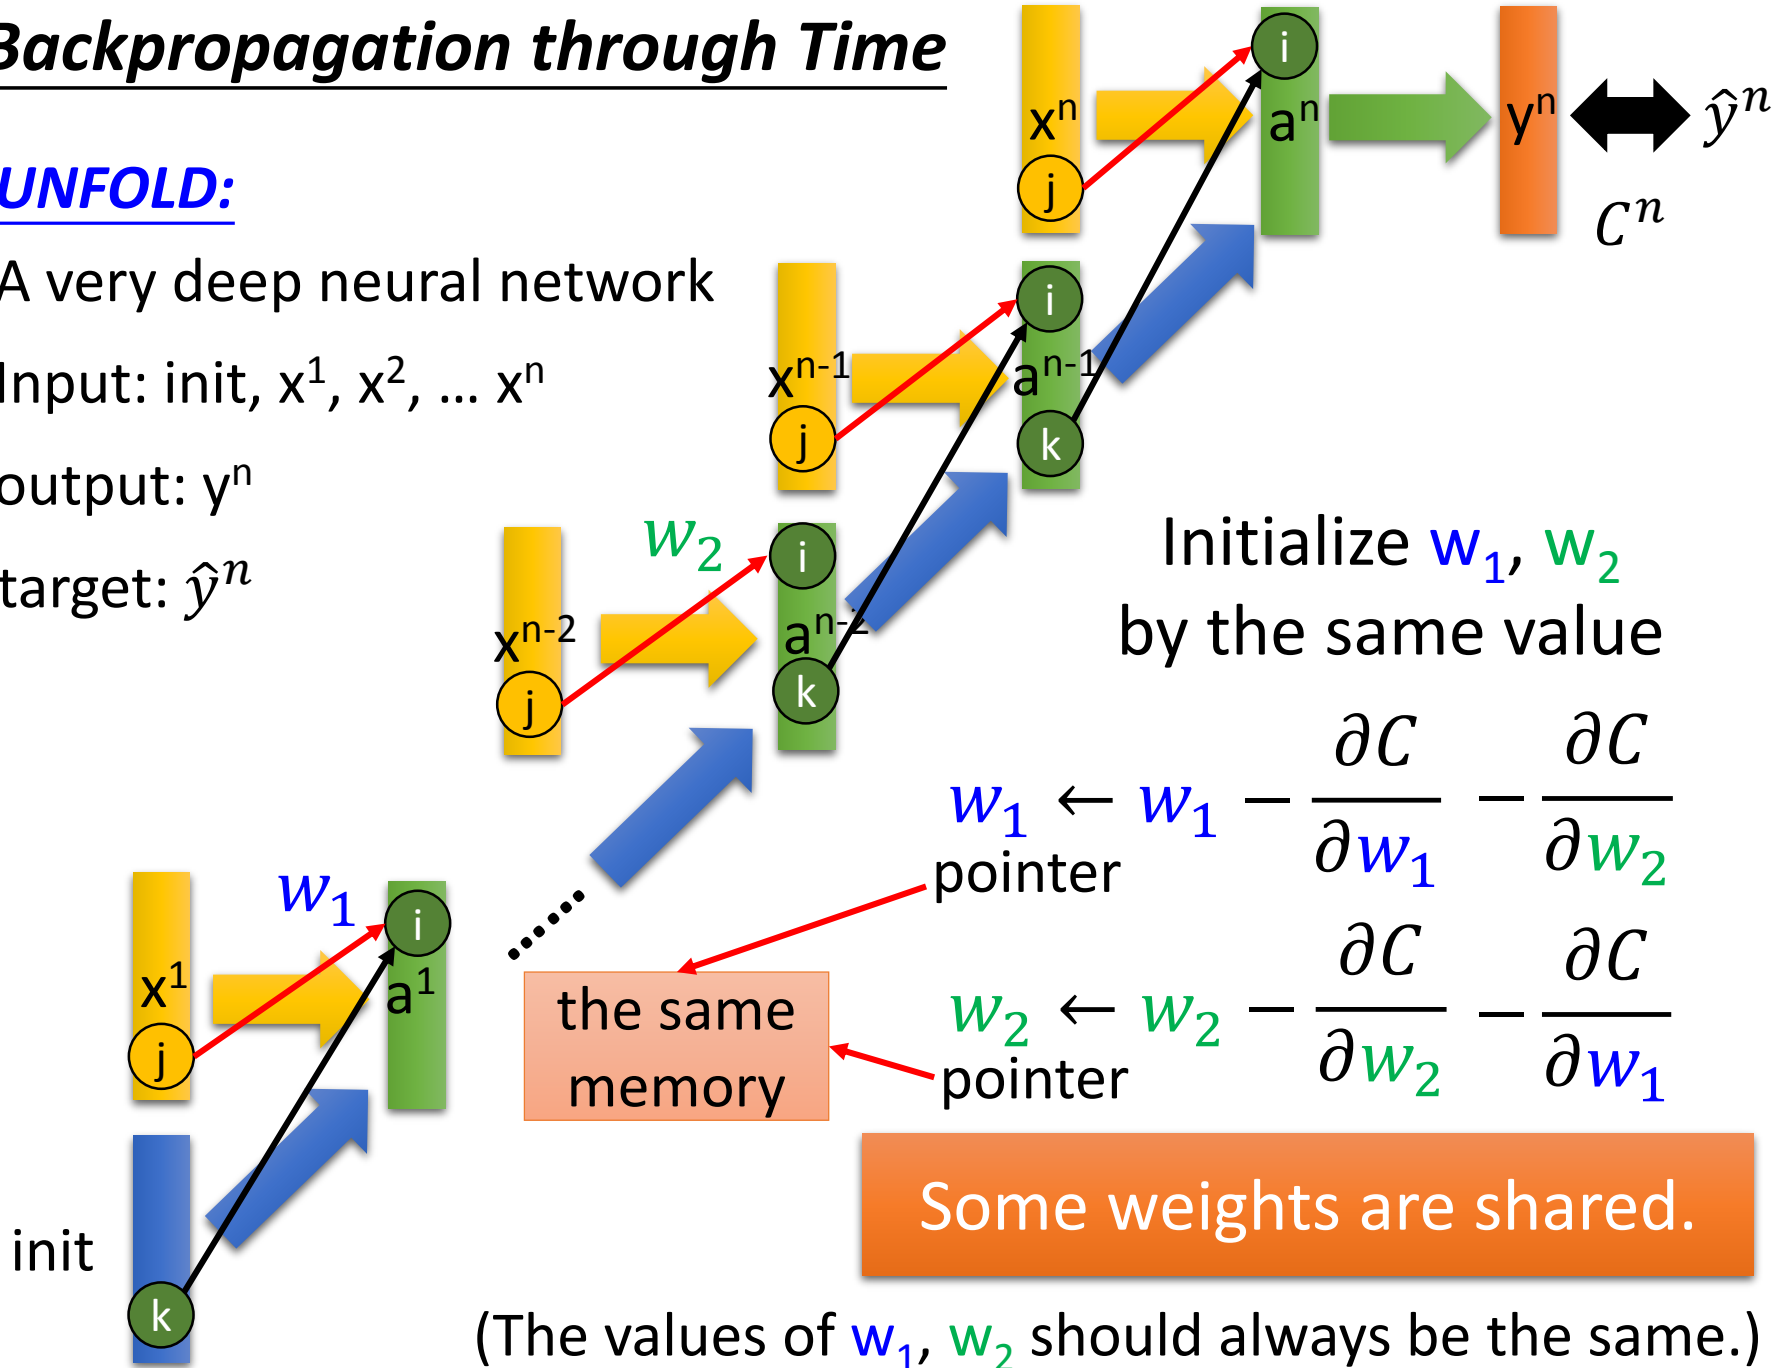 Backpropagation through Time
UNFOLD:
A very deep neural network
Input: init, x¹, x², … xⁿ
output: yⁿ
target: ŷⁿ
xⁿ
j
i
aⁿ
yⁿ
ŷⁿ
Cⁿ
xⁿ⁻¹
j
i
aⁿ⁻¹
k
w₂
xⁿ⁻²
j
i
aⁿ⁻²
k
w₁
x¹
j
i
a¹
init
k
Initialize w₁, w₂
by the same value
w₁ ← w₁ − ∂C/∂w₁ − ∂C/∂w₂
pointer
the same
memory
w₂ ← w₂ − ∂C/∂w₂ − ∂C/∂w₁
pointer
Some weights are shared.
(The values of w₁, w₂ should always be the same.)